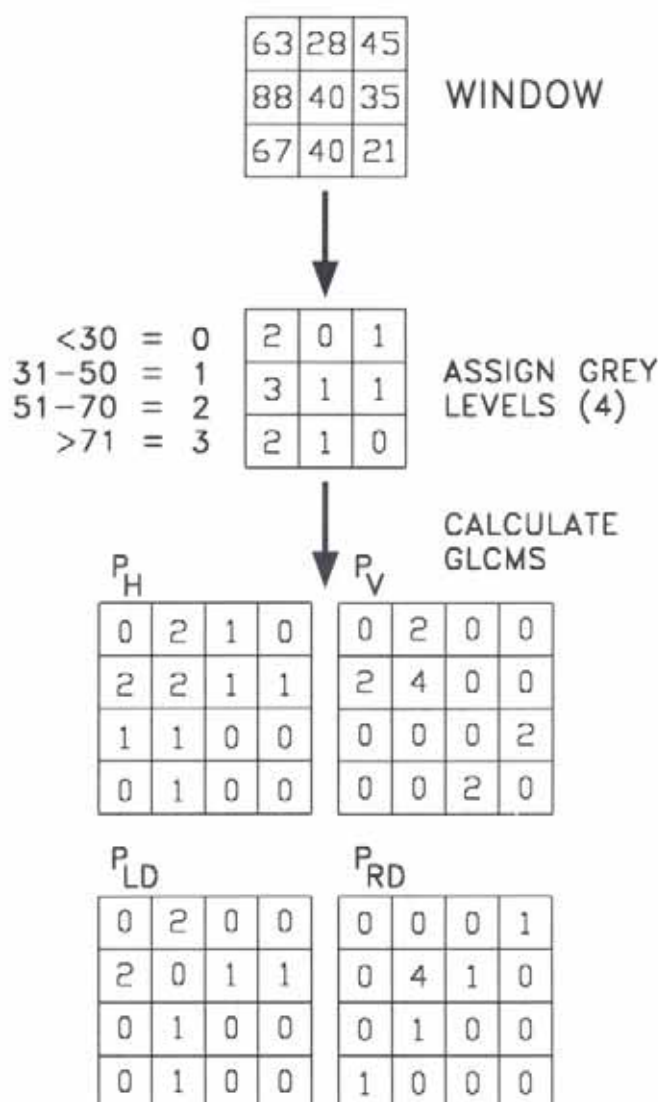 63 28 45
88 40 35
67 40 21
WINDOW
<30 = 0
31-50 = 1
51-70 = 2
>71 = 3
2 0 1
3 1 1
2 1 0
ASSIGN GREY
LEVELS (4)
CALCULATE
GLCMS
P_H
0 2 1 0
2 2 1 1
1 1 0 0
0 1 0 0
P_V
0 2 0 0
2 4 0 0
0 0 0 2
0 0 2 0
P_LD
0 2 0 0
2 0 1 1
0 1 0 0
0 1 0 0
P_RD
0 0 0 1
0 4 1 0
0 1 0 0
1 0 0 0